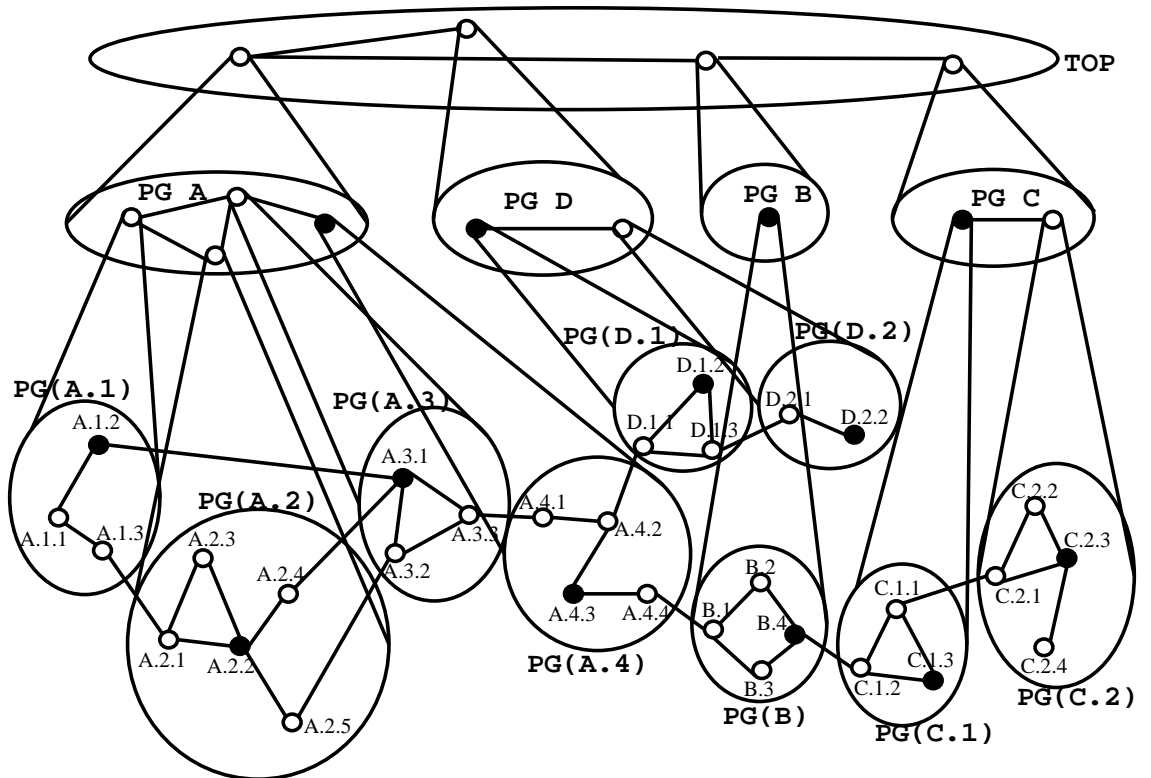 TOP
PG A
PG D
PG B
PG C
PG(D.1)
PG(D.2)
D.1.2
D.1.1
D.1.3
D.2.1
D.2.2
PG(A.1)
A.1.2
A.1.1
A.1.3
PG(A.3)
A.3.1
A.3.3
A.3.2
PG(A.2)
A.2.3
A.2.4
A.2.1
A.2.2
A.2.5
A.4.1
A.4.2
A.4.3
A.4.4
PG(A.4)
B.2
B.1
B.4
B.3
PG(B)
C.1.1
C.1.2
C.1.3
PG(C.1)
C.2.2
C.2.3
C.2.1
C.2.4
PG(C.2)